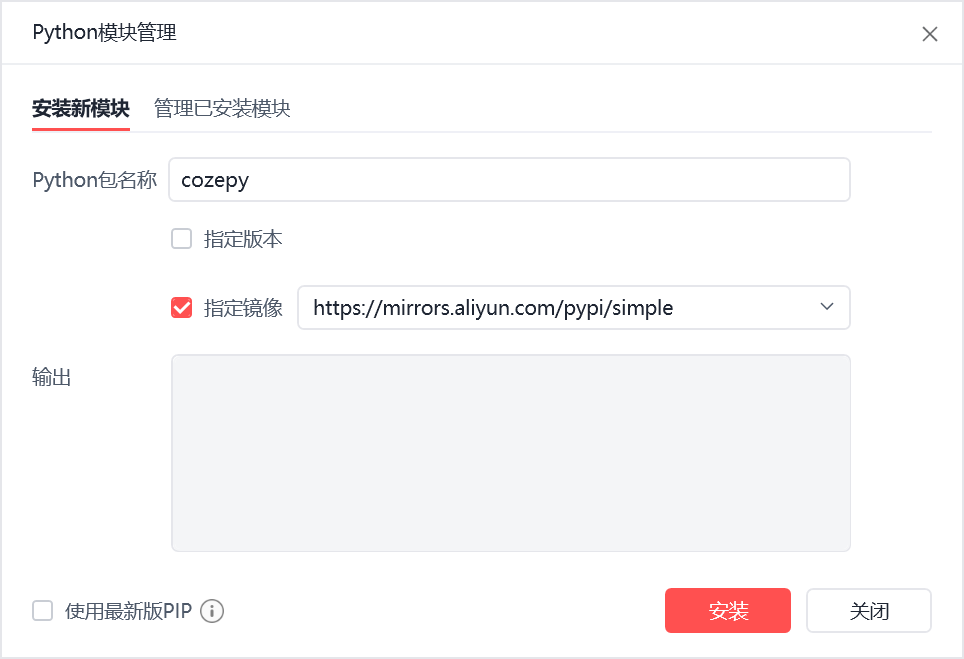 Python模块管理
安装新模块 管理已安装模块
Python包名称 cozepy
指定版本
指定镜像 https://mirrors.aliyun.com/pypi/simple
输出
使用最新版PIP 安装 关闭